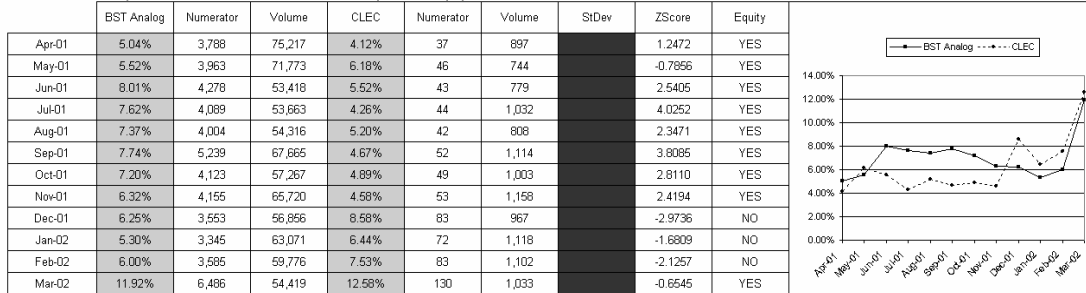 BST Analog Numerator Volume CLEC Numerator Volume StDev ZScore Equity
Apr-01 5.04% 3,788 75,217 4.12% 37 897 1.2472 YES
May-01 5.52% 3,963 71,773 6.18% 46 744 -0.7856 YES
Jun-01 8.01% 4,278 53,418 5.52% 43 779 2.5405 YES
Jul-01 7.62% 4,089 53,663 4.26% 44 1,032 4.0252 YES
Aug-01 7.37% 4,004 54,316 5.20% 42 808 2.3471 YES
Sep-01 7.74% 5,239 67,665 4.67% 52 1,114 3.8085 YES
Oct-01 7.20% 4,123 57,267 4.89% 49 1,003 2.8110 YES
Nov-01 6.32% 4,155 65,720 4.58% 53 1,158 2.4194 YES
Dec-01 6.25% 3,553 56,856 8.58% 83 967 -2.9736 NO
Jan-02 5.30% 3,345 63,071 6.44% 72 1,118 -1.6809 NO
Feb-02 6.00% 3,585 59,776 7.53% 83 1,102 -2.1257 NO
Mar-02 11.92% 6,486 54,419 12.58% 130 1,033 -0.6545 YES
BST Analog CLEC
14.00%
12.00%
10.00%
8.00%
6.00%
4.00%
2.00%
0.00%
Apr-01 May-01 Jun-01 Jul-01 Aug-01 Sep-01 Oct-01 Nov-01 Dec-01 Jan-02 Feb-02 Mar-02